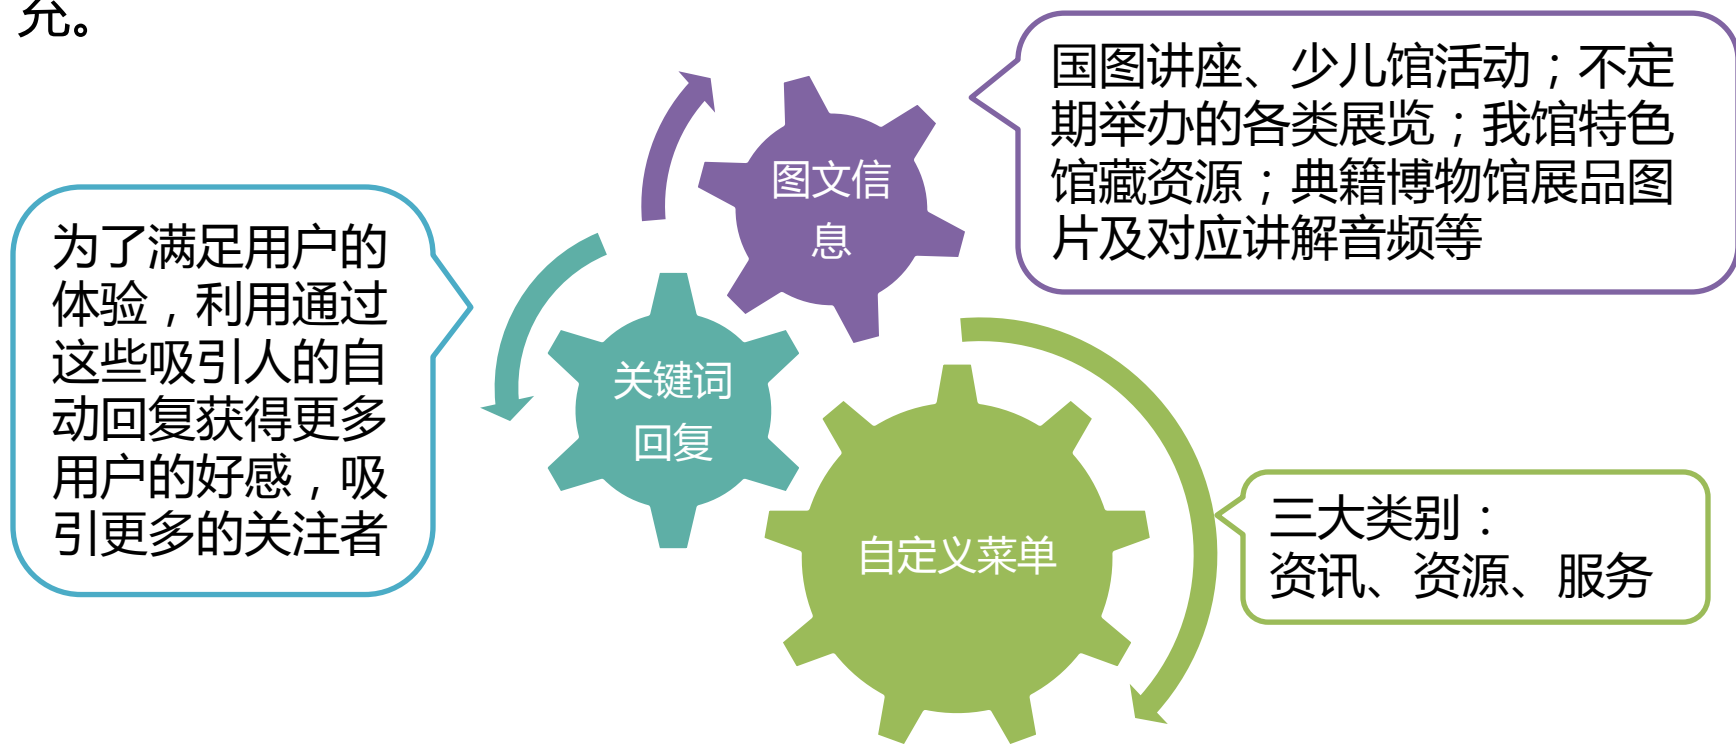 充。
国图讲座、少儿馆活动；不定
期举办的各类展览；我馆特色
馆藏资源；典籍博物馆展品图
片及对应讲解音频等
图文信
息
为了满足用户的
体验，利用通过
这些吸引人的自
动回复获得更多
用户的好感，吸
引更多的关注者
关键词
回复
自定义菜单
三大类别：
资讯、资源、服务